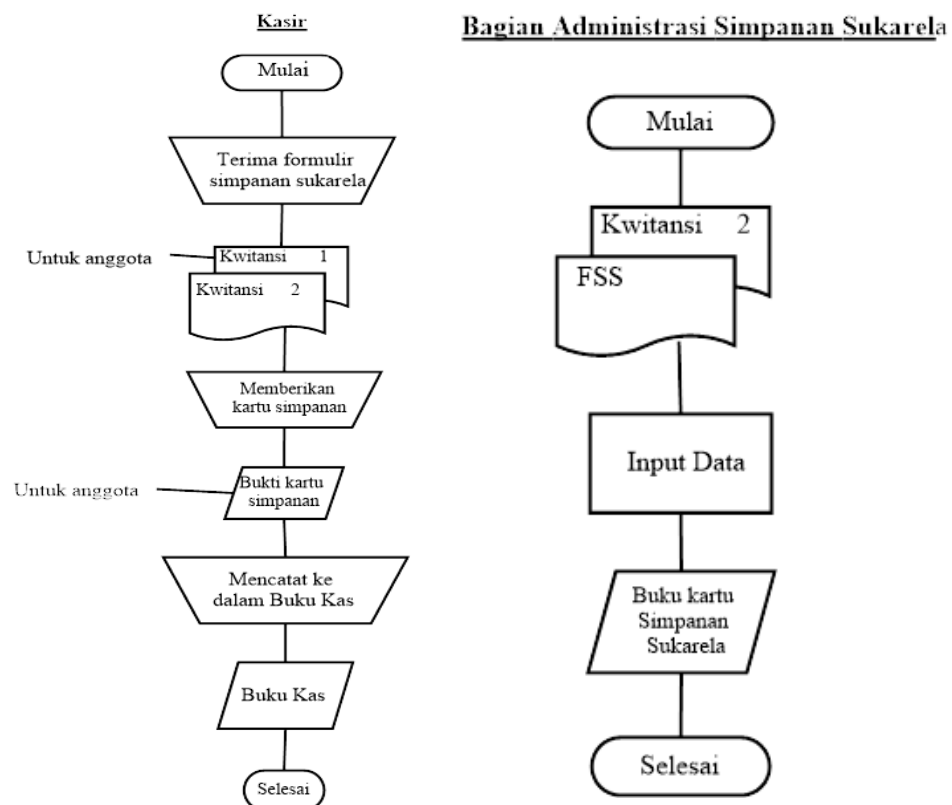 Kasir
Mulai
Terima formulir
simpanan sukarela
Untuk anggota
Kwitansi 1
Kwitansi 2
Memberikan
kartu simpanan
Untuk anggota
Bukti kartu
simpanan
Mencatat ke
dalam Buku Kas
Buku Kas
Selesai
Bagian Administrasi Simpanan Sukarela
Mulai
Kwitansi 2
FSS
Input Data
Buku kartu
Simpanan
Sukarela
Selesai